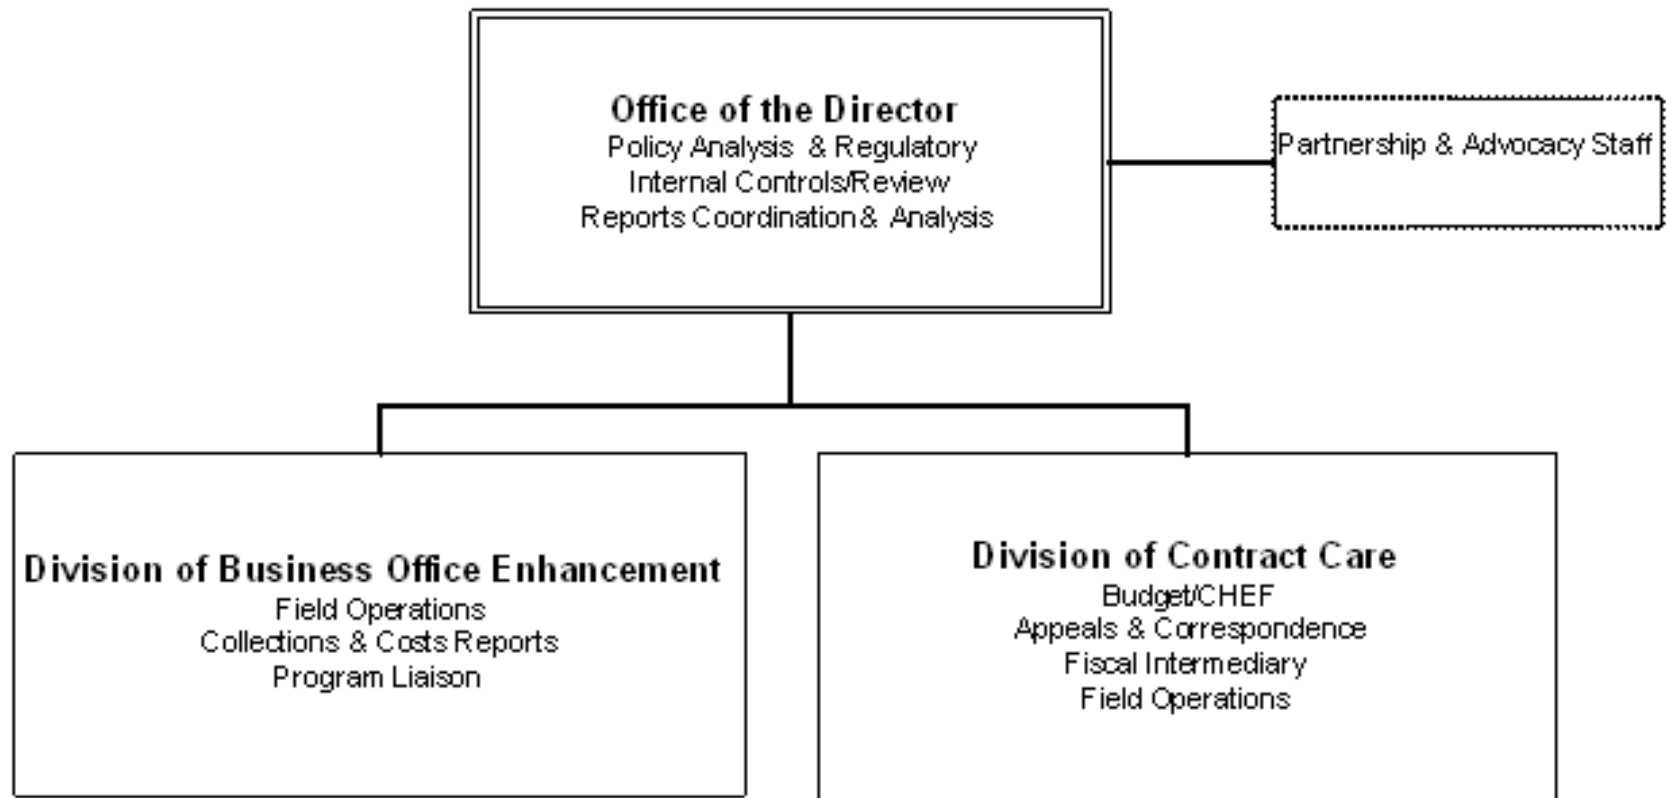 Office of the Director
Policy Analysis & Regulatory
Internal Controls/Review
Reports Coordination & Analysis
Partnership & Advocacy Staff
Division of Business Office Enhancement
Field Operations
Collections & Costs Reports
Program Liaison
Division of Contract Care
Budget/CHEF
Appeals & Correspondence
Fiscal Intermediary
Field Operations